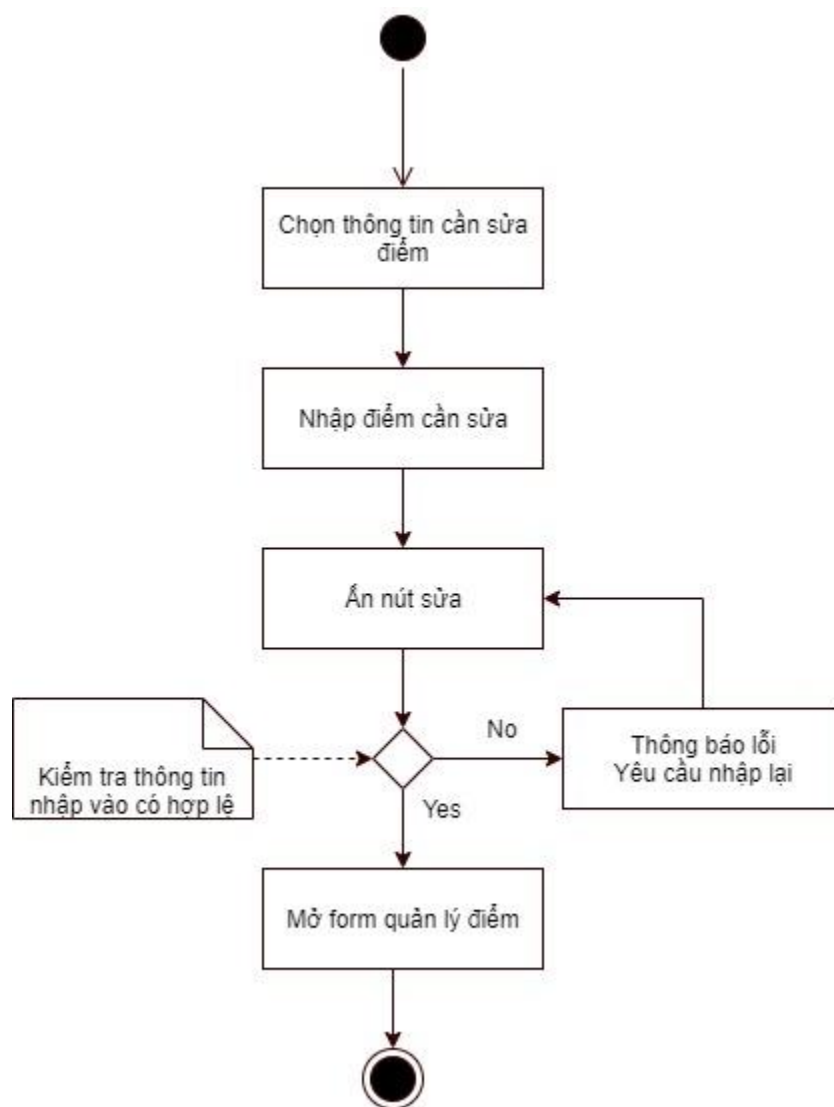 Chọn thông tin cần sửa
điểm
Nhập điểm cần sửa
Ấn nút sửa
No
Thông báo lỗi
Yêu cầu nhập lại
Kiểm tra thông tin
nhập vào có hợp lệ
Yes
Mở form quản lý điểm